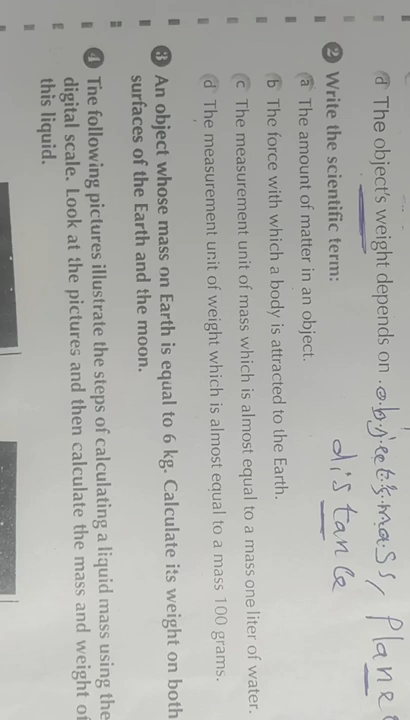 d The object's weight depends on object's mass, Plane
distance
2 Write the scientific term:
a The amount of matter in an object.
b The force with which a body is attracted to the Earth.
c The measurement unit of mass which is almost equal to a mass one liter of water.
d The measurement unit of weight which is almost equal to a mass 100 grams.
3 An object whose mass on Earth is equal to 6 kg. Calculate its weight on both
surfaces of the Earth and the moon.
4 The following pictures illustrate the steps of calculating a liquid mass using the
digital scale. Look at the pictures and then calculate the mass and weight of
this liquid.